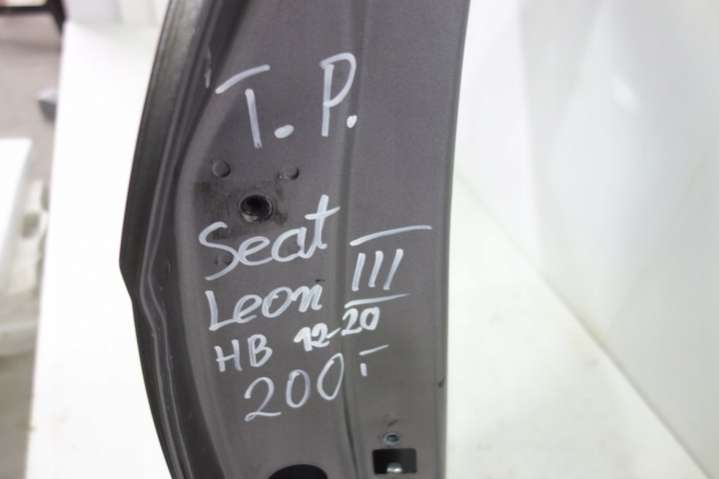 T. P.
Seat
Leon III
HB 12-20
200,-